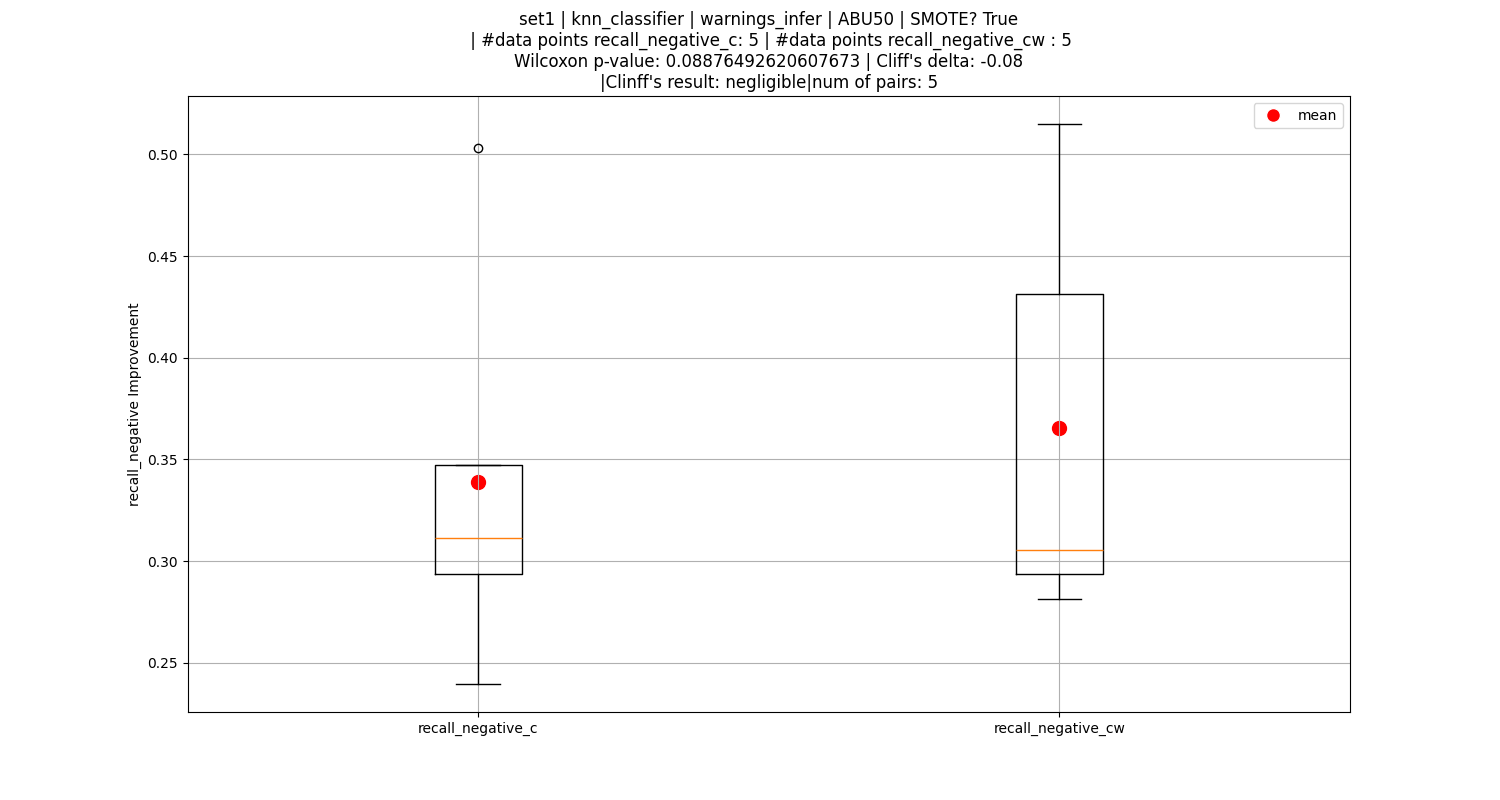 set1 | knn_classifier | warnings_infer | ABU50 | SMOTE? True
| #data points recall_negative_c: 5 | #data points recall_negative_cw : 5
Wilcoxon p-value: 0.08876492620607673 | Cliff's delta: -0.08
|Clinff's result: negligible|num of pairs: 5
mean
0.50
0.45
0.40
0.35
0.30
0.25
recall_negative Improvement
recall_negative_c
recall_negative_cw